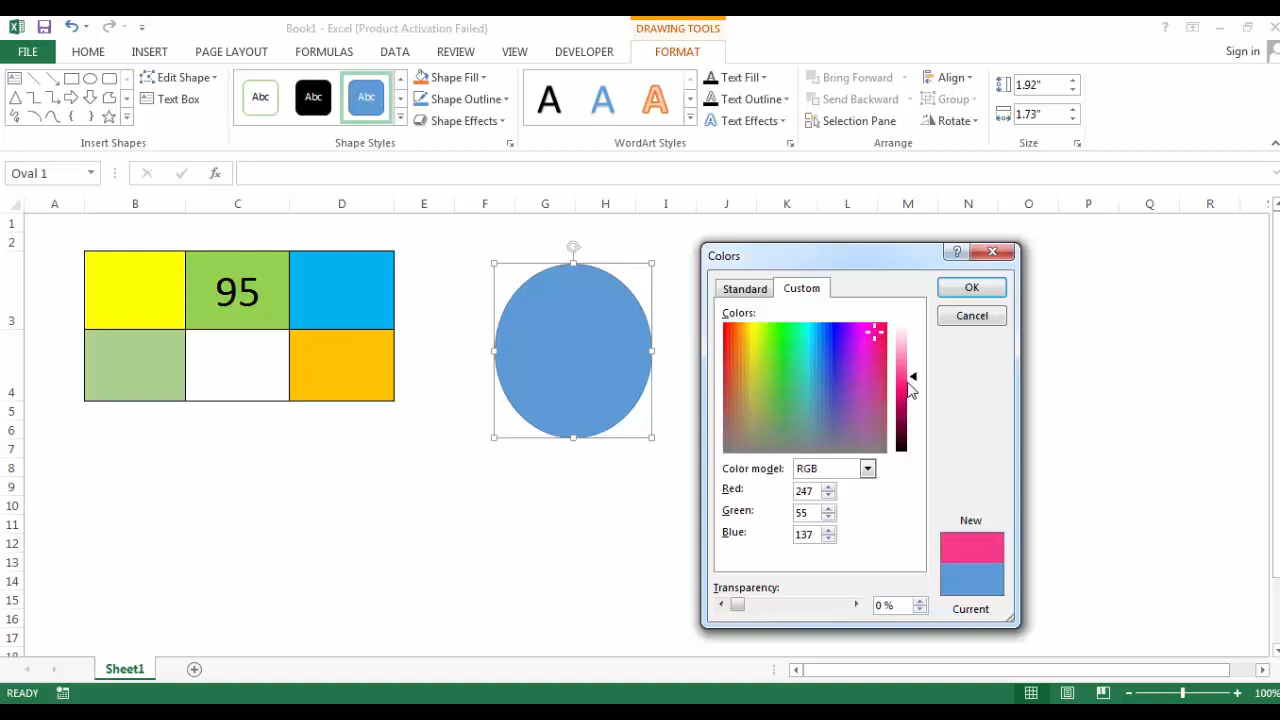 Book1 - Excel (Product Activation Failed)
DRAWING TOOLS
?
FILE HOME INSERT PAGE LAYOUT FORMULAS DATA REVIEW VIEW DEVELOPER FORMAT
Sign in
Edit Shape
Text Box
Insert Shapes
Abc Abc Abc
Shape Fill
Shape Outline
Shape Effects
Shape Styles
A A A
Text Fill
Text Outline
Text Effects
WordArt Styles
Bring Forward
Send Backward
Selection Pane
Align
Group
Rotate
Arrange
1.92"
1.73"
Size
Oval 1
fx
A B C D E F G H I J K L M N O P Q R
1
2
3
4
5
6
7
8
9
10
11
12
13
14
15
16
17
18
95
Colors
?
Standard Custom
OK
Cancel
Colors:
Color model: RGB
Red: 247
Green: 55
Blue: 137
New
Current
Transparency:
0 %
Sheet1
READY
100%